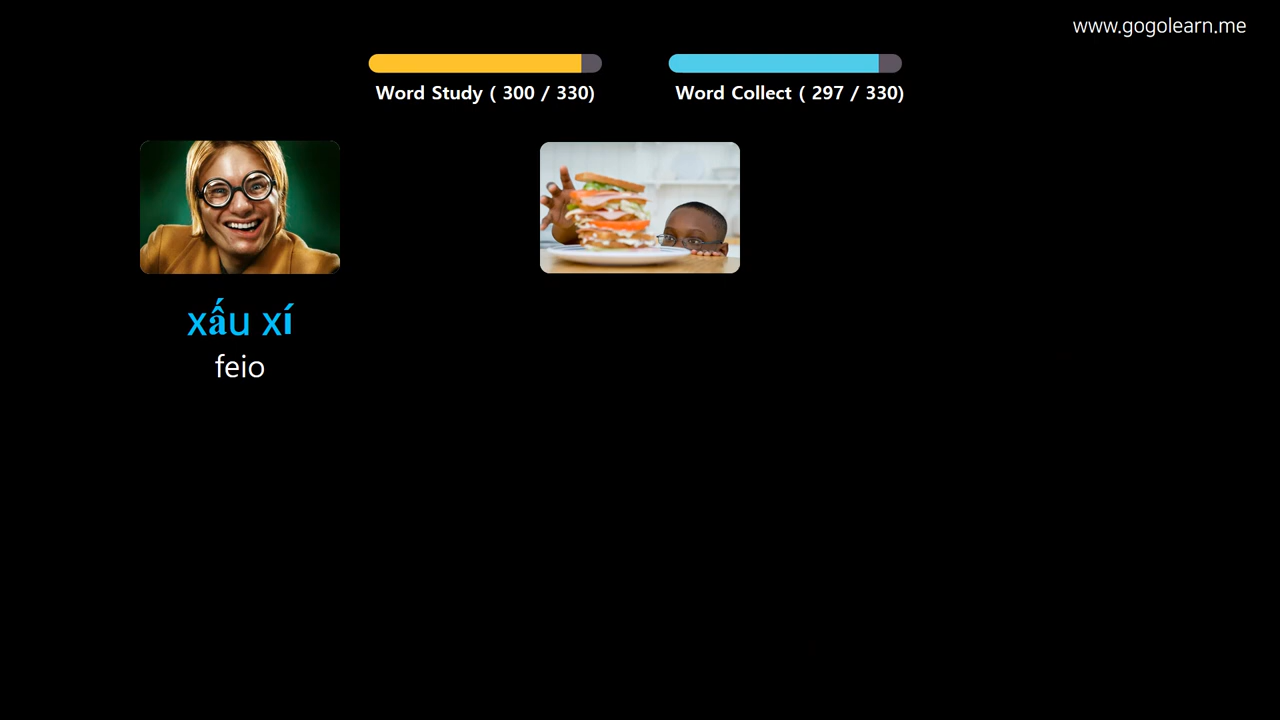 www.gogolearn.me
Word Study ( 300 / 330)
Word Collect ( 297 / 330)
xấu xí
feio